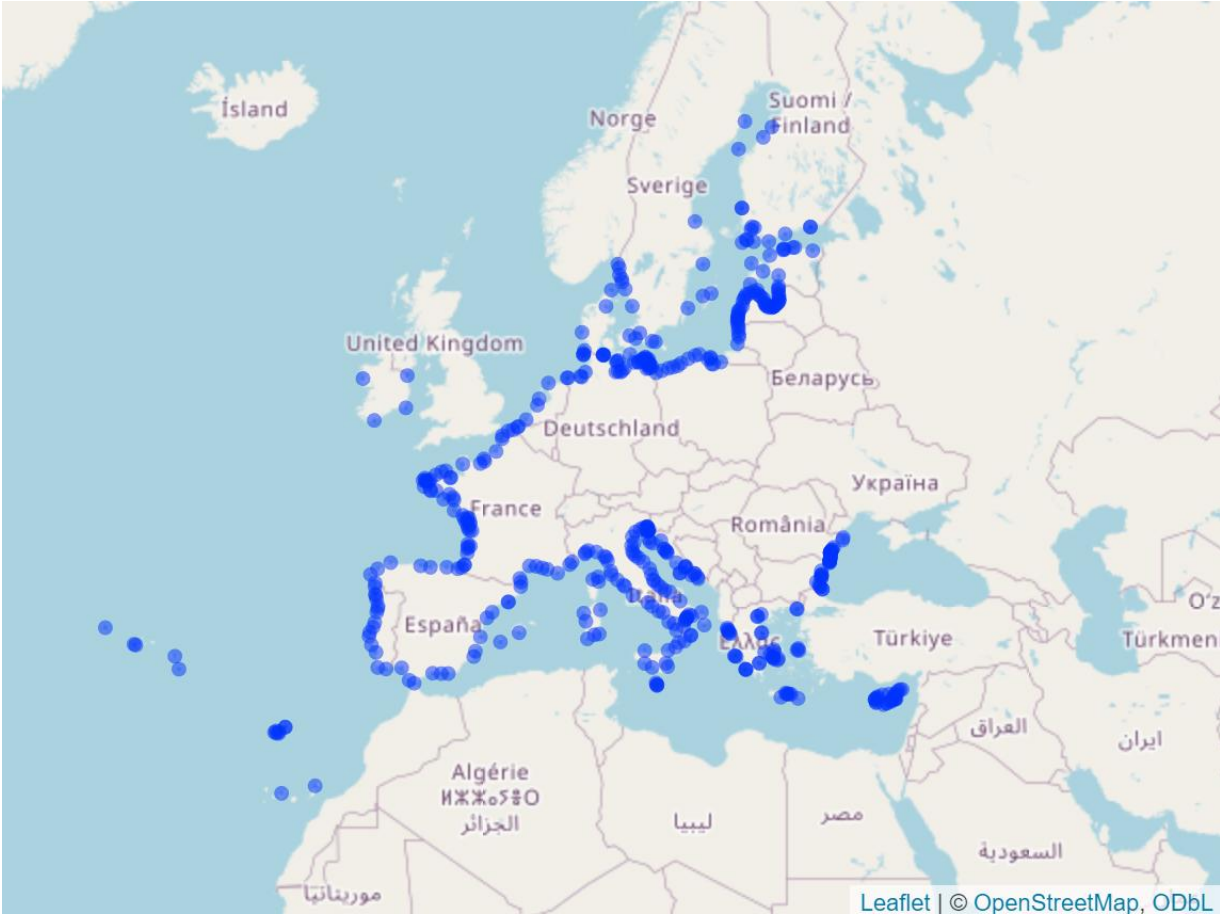 Ísland
Norge
Suomi /
Finland
Sverige
United Kingdom
Беларусь
Deutschland
Україна
France
România
Italia
España
Türkiye
O'z
Türkmen
العراق
ایران
Algérie
ⵍⵣⵣⴰⵢⴻⵔ
الجزائر
ليبيا
مصر
السعودية
موريتانيا
Leaflet | © OpenStreetMap, ODbL